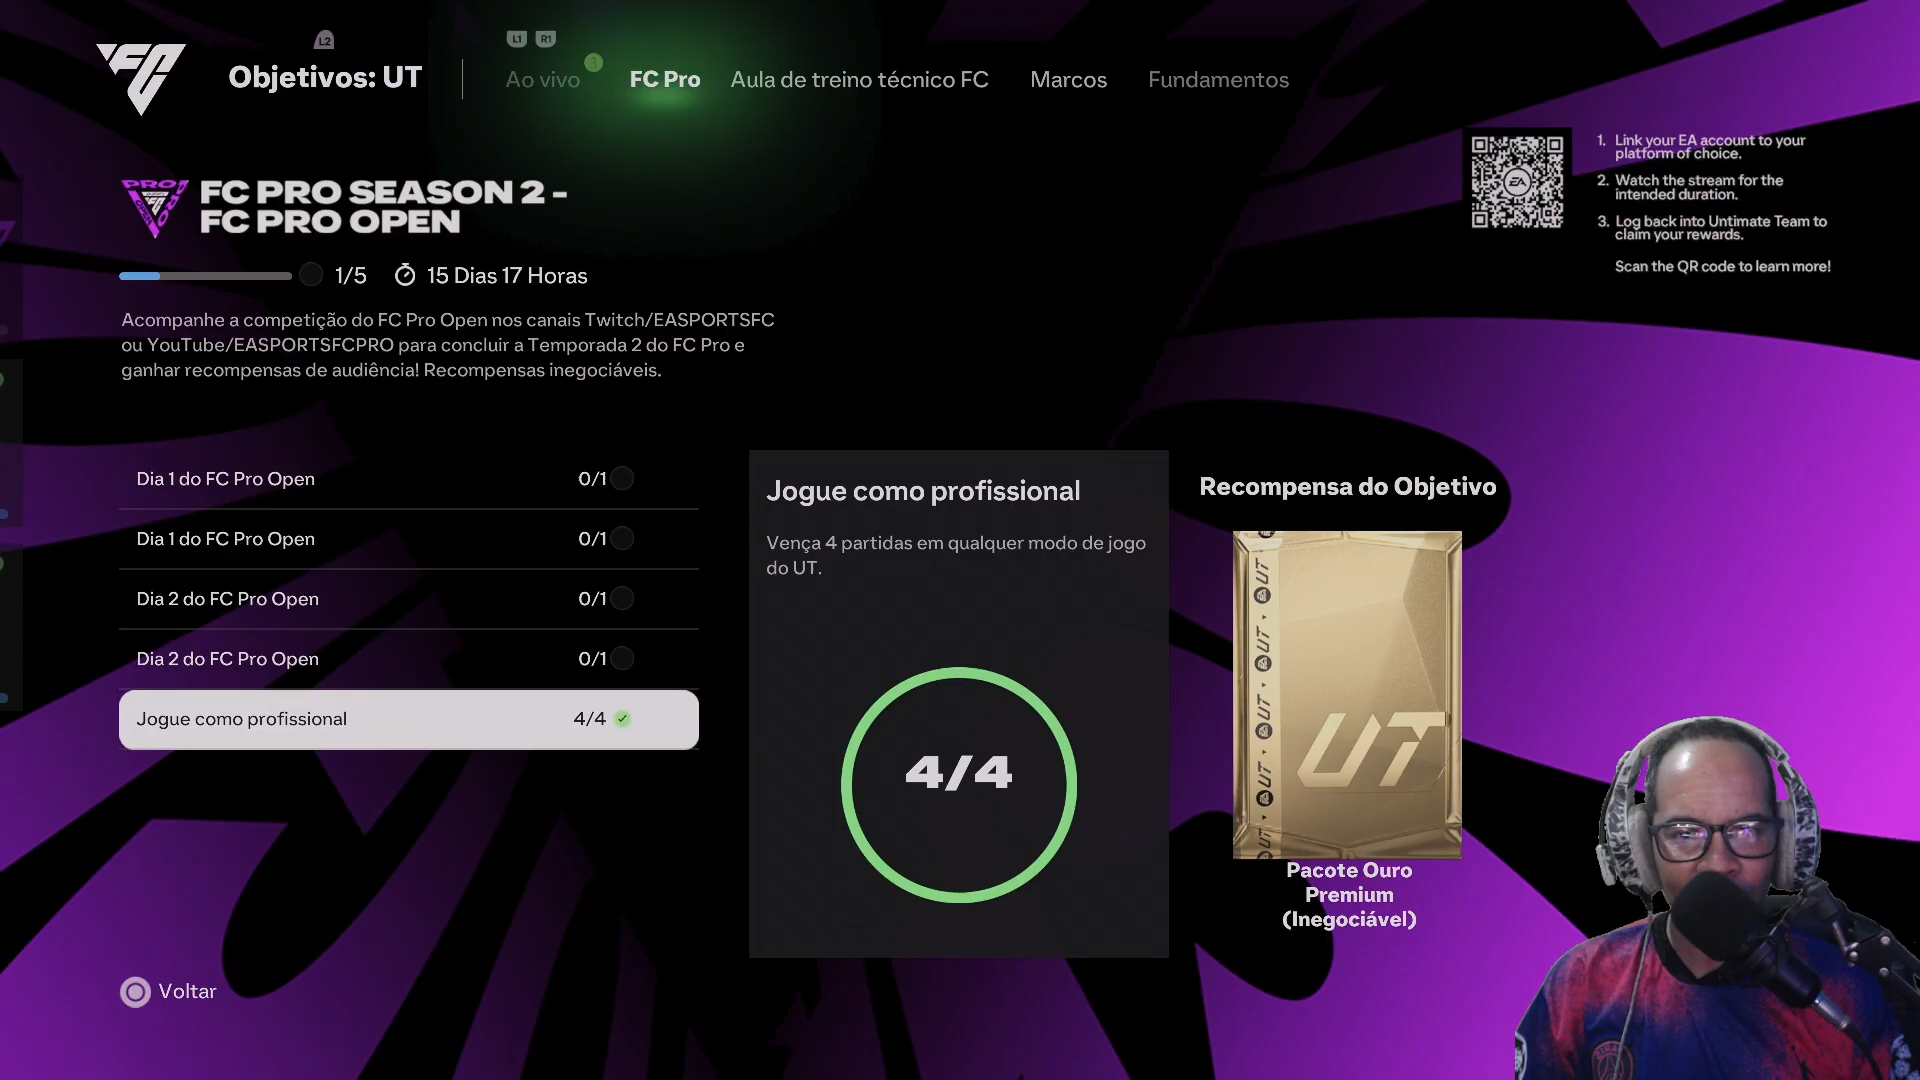 L2
L1 R1
Objetivos: UT
Ao vivo
3
FC Pro
Aula de treino técnico FC
Marcos
Fundamentos
FC PRO SEASON 2 -
FC PRO OPEN
1/5
15 Dias 17 Horas
Acompanhe a competição do FC Pro Open nos canais Twitch/EASPORTSFC
ou YouTube/EASPORTSFCPRO para concluir a Temporada 2 do FC Pro e
ganhar recompensas de audiência! Recompensas inegociáveis.
EA
1. Link your EA account to your
platform of choice.
2. Watch the stream for the
intended duration.
3. Log back into Untimate Team to
claim your rewards.
Scan the QR code to learn more!
Dia 1 do FC Pro Open 0/1
Dia 1 do FC Pro Open 0/1
Dia 2 do FC Pro Open 0/1
Dia 2 do FC Pro Open 0/1
Jogue como profissional 4/4
Jogue como profissional
Vença 4 partidas em qualquer modo de jogo
do UT.
4/4
Recompensa do Objetivo
UT
Pacote Ouro
Premium
(Inegociável)
Voltar